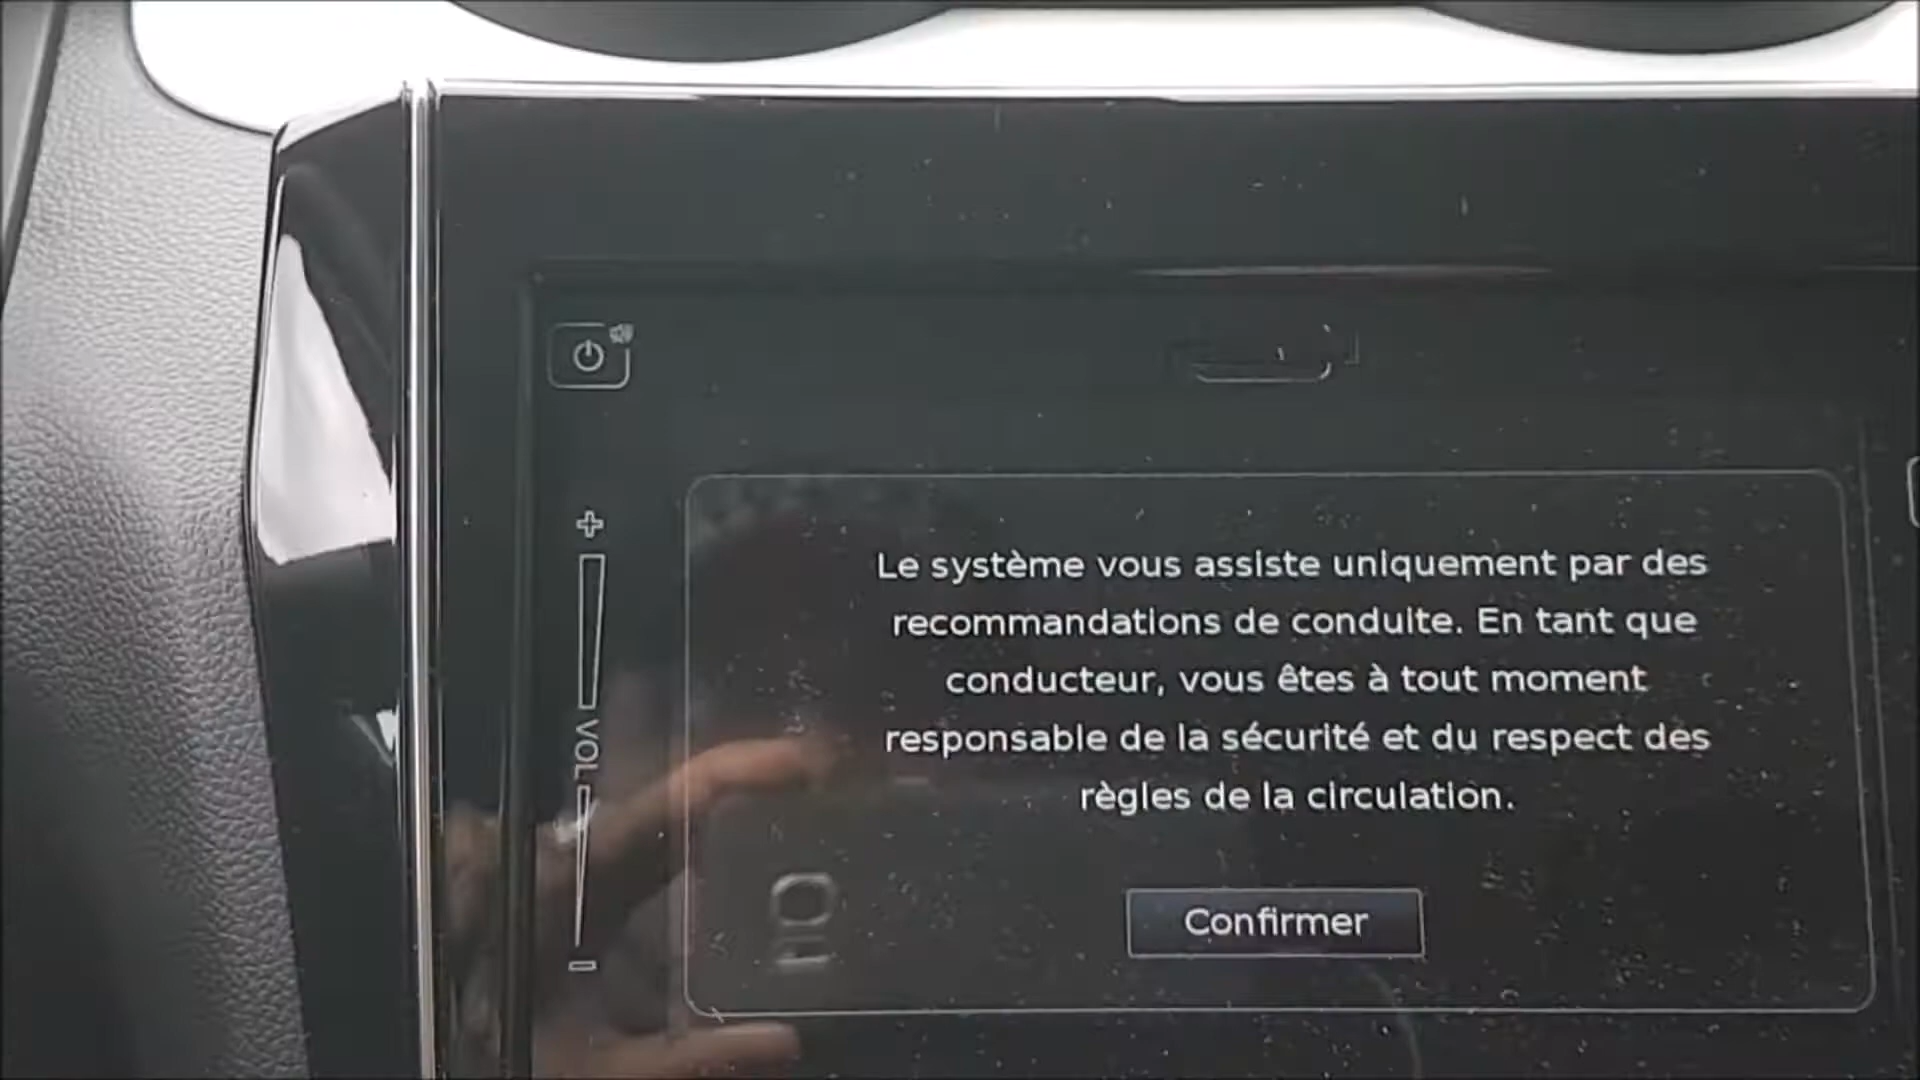 VOL
Le système vous assiste uniquement par des
recommandations de conduite. En tant que
conducteur, vous êtes à tout moment
responsable de la sécurité et du respect des
règles de la circulation.
Confirmer